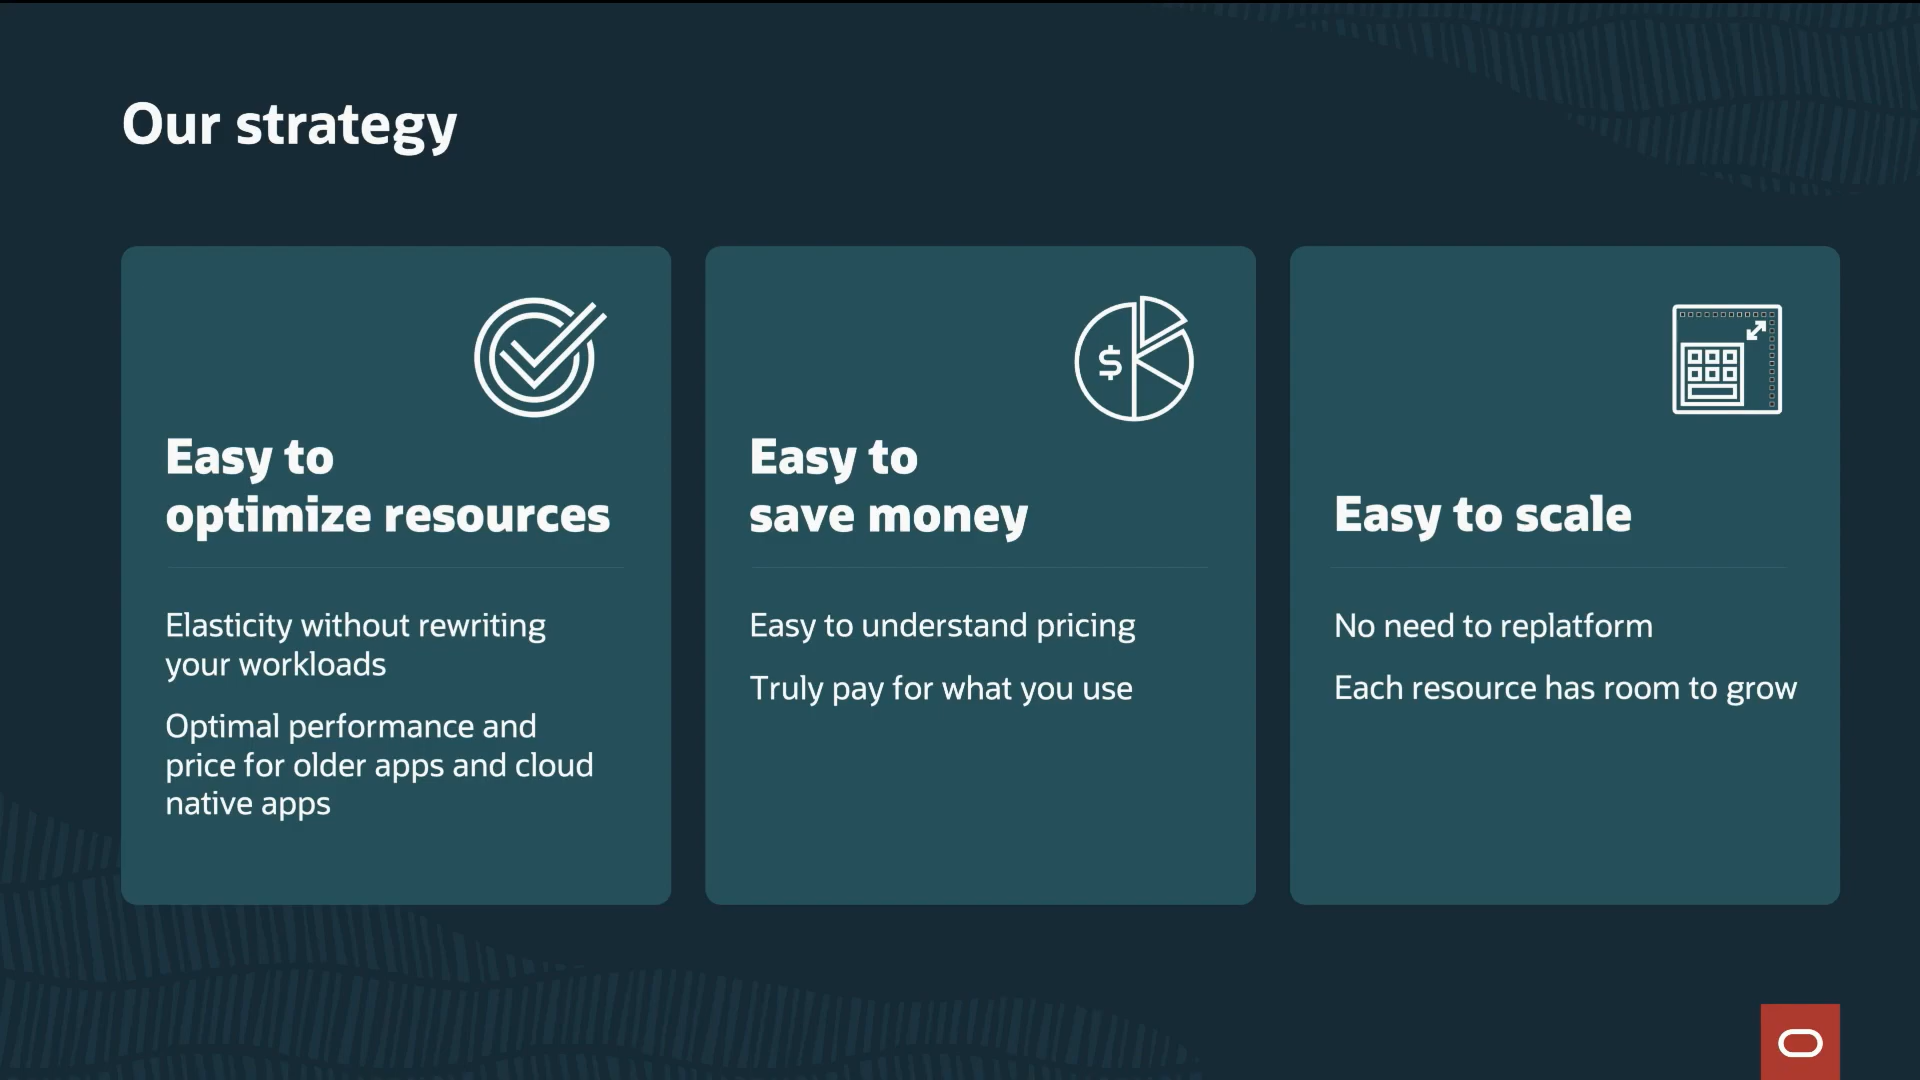 Our strategy
Easy to
optimize resources
Elasticity without rewriting
your workloads
Optimal performance and
price for older apps and cloud
native apps
$
Easy to
save money
Easy to understand pricing
Truly pay for what you use
Easy to scale
No need to replatform
Each resource has room to grow